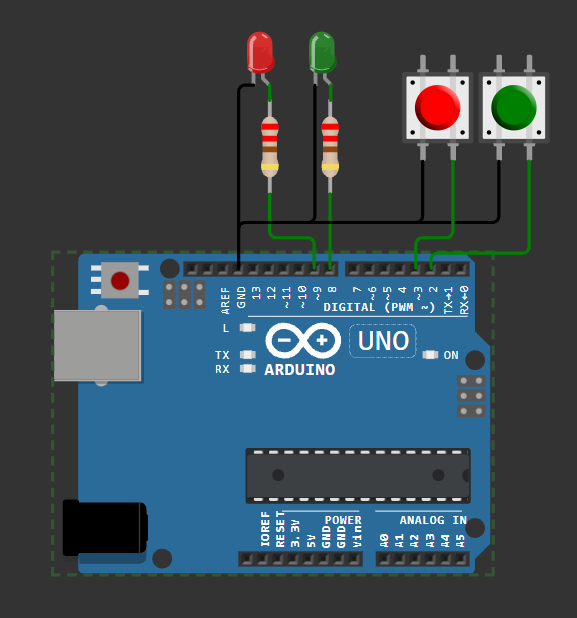 AREF
GND
13
12
~11
~10
~9
8
7
~6
~5
4
~3
2
TX→1
RX←0
DIGITAL (PWM ~)
L
TX
RX
UNO
ON
ARDUINO
POWER
ANALOG IN
IOREF
RESET
3.3V
5V
GND
GND
Vin
A0
A1
A2
A3
A4
A5